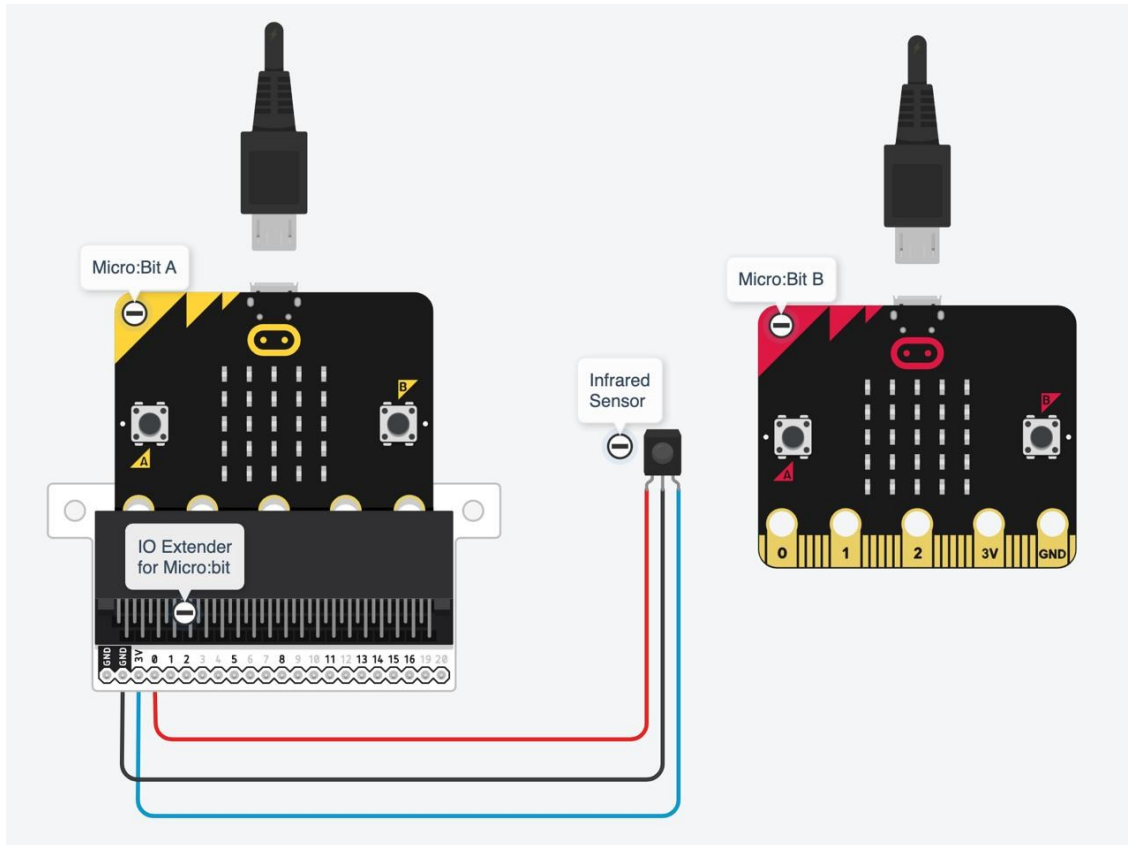 Micro:Bit A
Micro:Bit B
B
A
Infrared
Sensor
B
A
IO Extender
for Micro:bit
0 1 2 3V GND
GND GND 3V 0 1 2 3 4 5 6 7 8 9 10 11 12 13 14 15 16 19 20